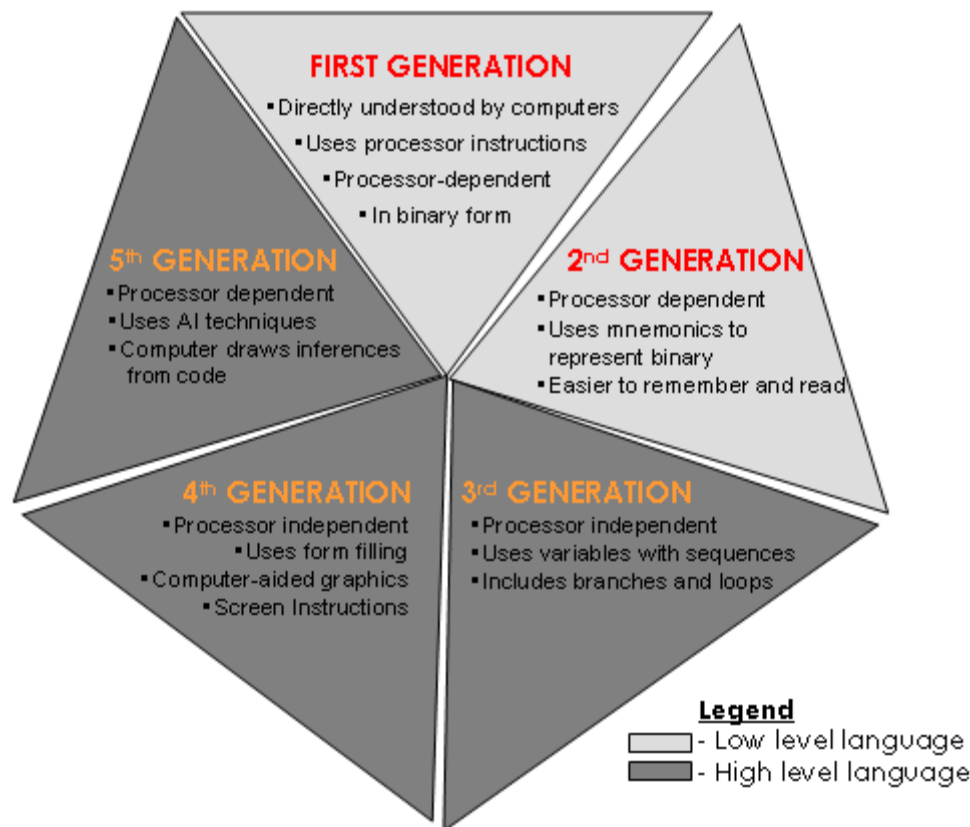 FIRST GENERATION
▪Directly understood by computers
▪Uses processor instructions
▪Processor-dependent
▪In binary form
2nd GENERATION
▪Processor dependent
▪Uses mnemonics to
represent binary
▪Easier to remember and read
3rd GENERATION
▪Processor independent
▪Uses variables with sequences
▪Includes branches and loops
4th GENERATION
▪Processor independent
▪Uses form filling
▪Computer-aided graphics
▪Screen Instructions
5th GENERATION
▪Processor dependent
▪Uses AI techniques
▪Computer draws inferences
from code
Legend
- Low level language
- High level language